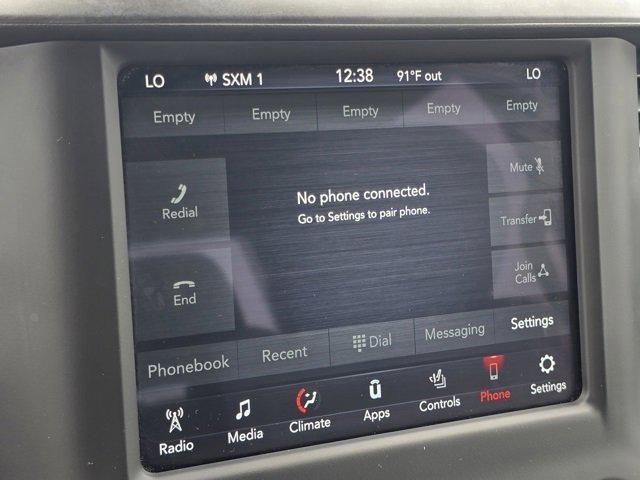 LO SXM 1 12:38 91°F out LO
Empty Empty Empty Empty Empty
Redial
No phone connected.
Go to Settings to pair phone.
Mute
Transfer
Join
Calls
End
Phonebook Recent Dial Messaging Settings
Radio Media Climate Apps Controls Phone Settings